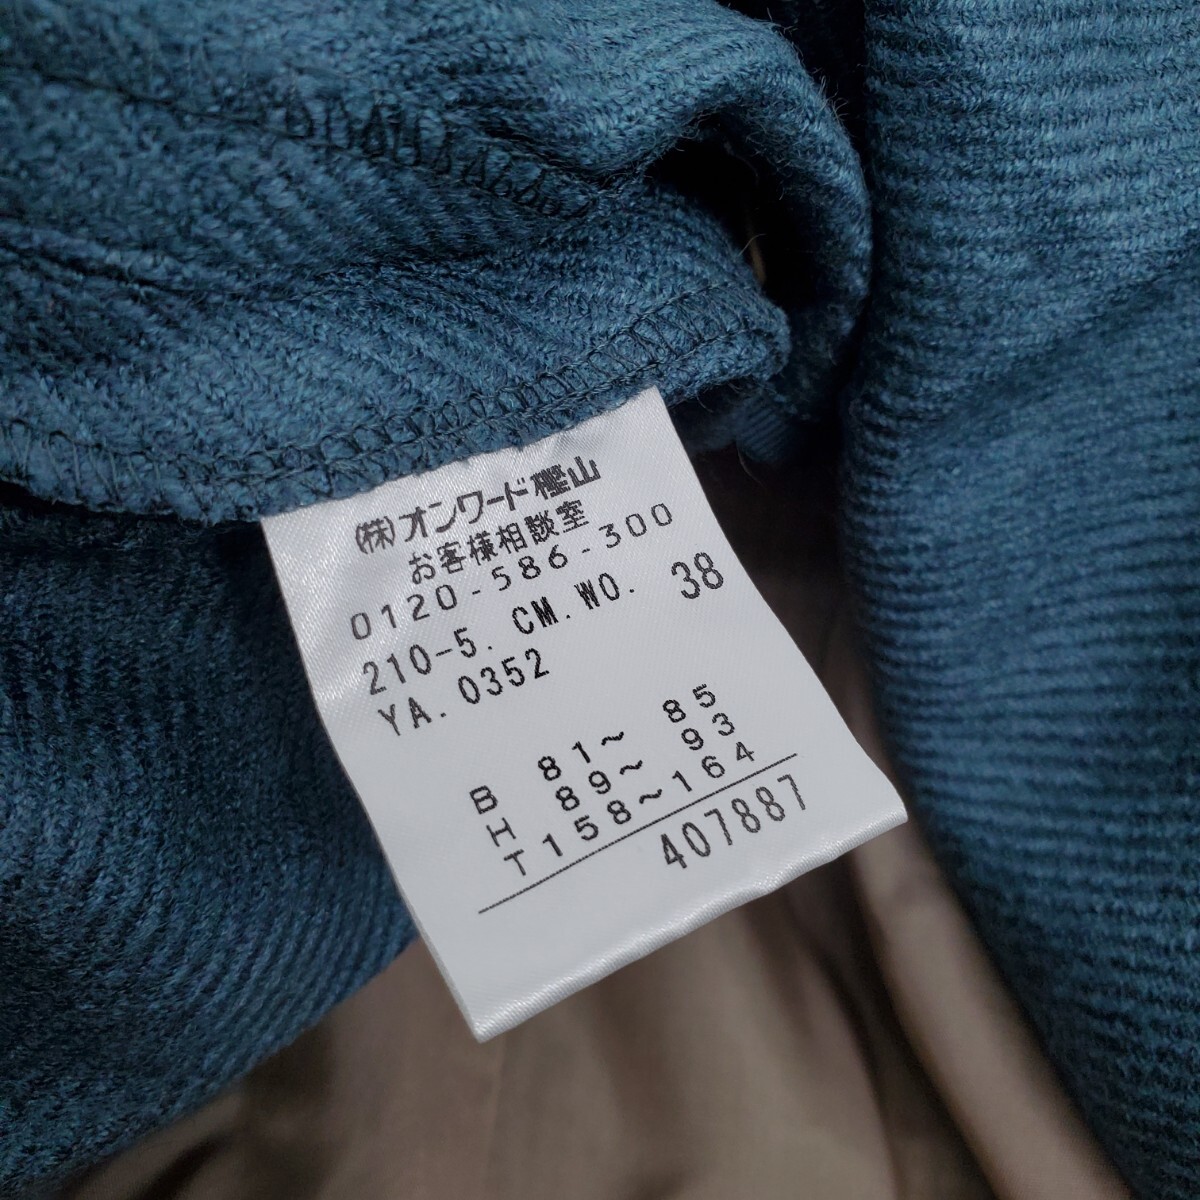 (株)オンワード樫山
お客様相談室
0120-586-300
210-5. CM.WO. 38
YA. 0352
B 81～ 85
H 89～ 93
T 158～164
407887